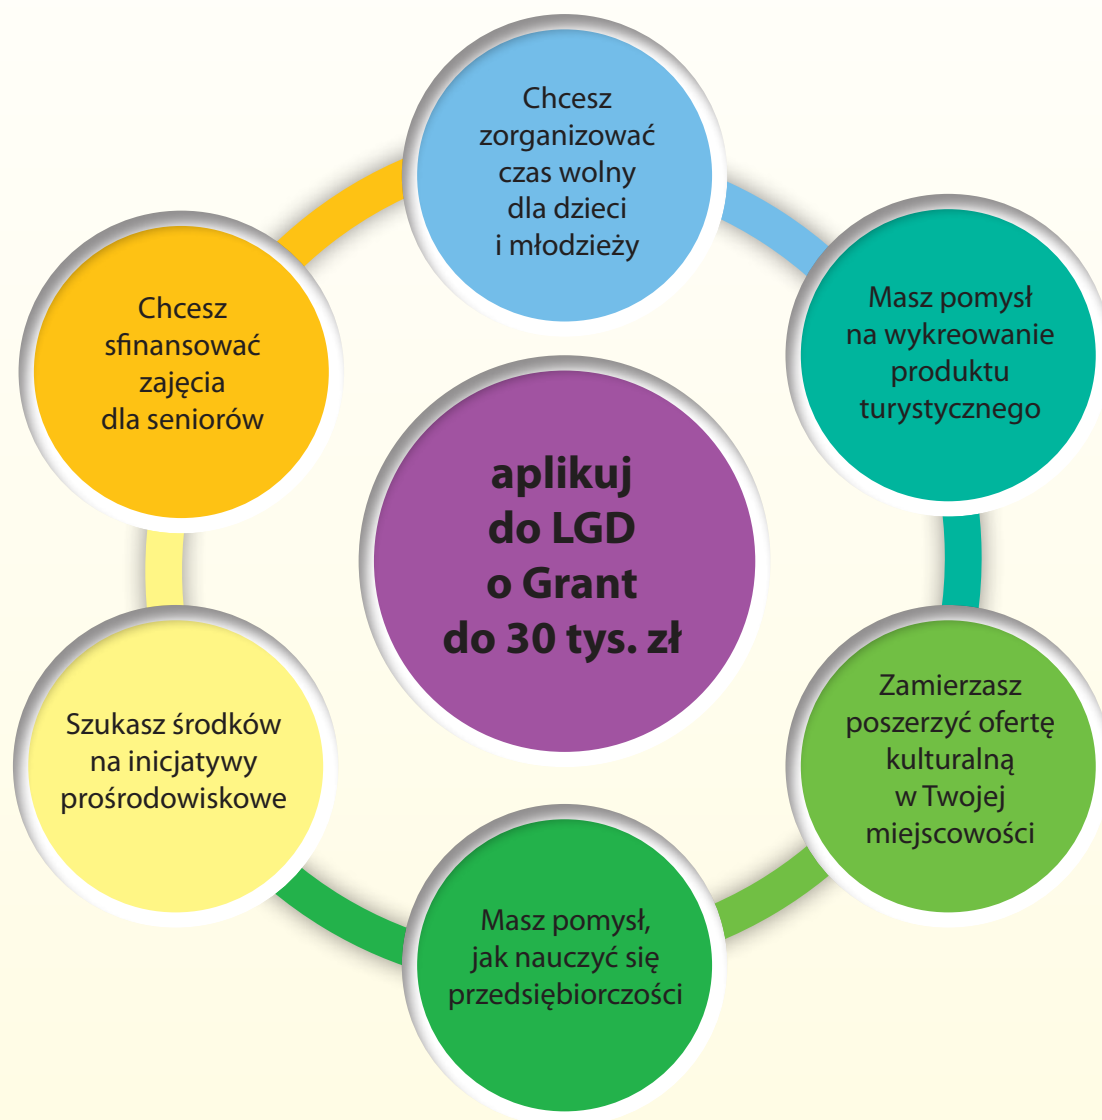 Chcesz
zorganizować
czas wolny
dla dzieci
i młodzieży
Masz pomysł
na wykreowanie
produktu
turystycznego
Zamierzasz
poszerzyć ofertę
kulturalną
w Twojej
miejscowości
Masz pomysł,
jak nauczyć się
przedsiębiorczości
Szukasz środków
na inicjatywy
prośrodowiskowe
Chcesz
sfinansować
zajęcia
dla seniorów
aplikuj
do LGD
o Grant
do 30 tys. zł